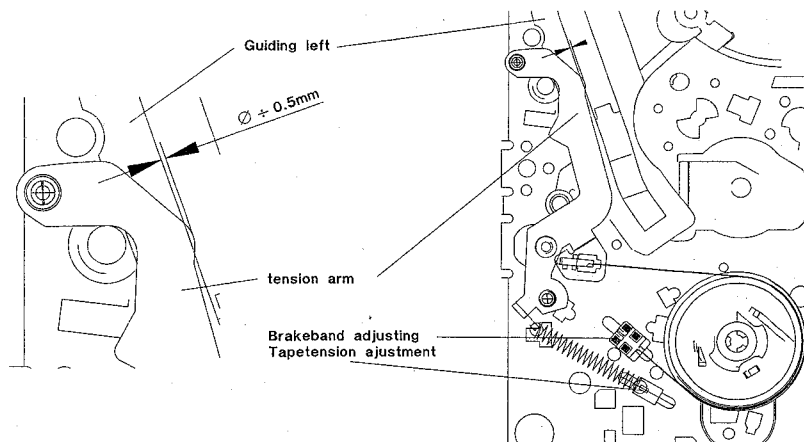 Guiding left
Ø ÷ 0.5mm
tension arm
Brakeband adjusting
Tapetension ajustment